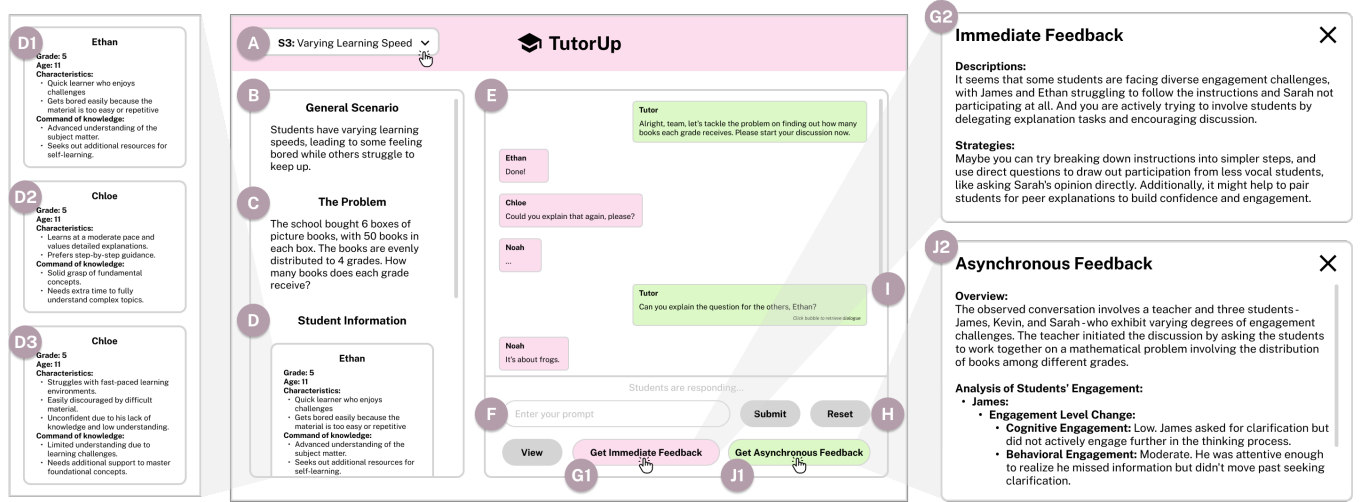 D1
Ethan
Grade: 5
Age: 11
Characteristics:
• Quick learner who enjoys
challenges
• Gets bored easily because the
material is too easy or repetitive
Command of knowledge:
• Advanced understanding of the
subject matter.
• Seeks out additional resources for
self-learning.
D2
Chloe
Grade: 5
Age: 11
Characteristics:
• Learns at a moderate pace and
values detailed explanations.
• Prefers step-by-step guidance.
Command of knowledge:
• Solid grasp of fundamental
concepts.
• Needs extra time to fully
understand complex topics.
D3
Chloe
Grade: 5
Age: 11
Characteristics:
• Struggles with fast-paced learning
environments.
• Easily discouraged by difficult
material.
• Unconfident due to his lack of
knowledge and low understanding.
Command of knowledge:
• Limited understanding due to
learning challenges.
• Needs additional support to master
foundational concepts.
A
S3: Varying Learning Speed
TutorUp
B
General Scenario
Students have varying learning
speeds, leading to some feeling
bored while others struggle to
keep up.
C
The Problem
The school bought 6 boxes of
picture books, with 50 books in
each box. The books are evenly
distributed to 4 grades. How
many books does each grade
receive?
D
Student Information
Ethan
Grade: 5
Age: 11
Characteristics:
• Quick learner who enjoys
challenges
• Gets bored easily because the
material is too easy or repetitive
Command of knowledge:
• Advanced understanding of the
subject matter.
• Seeks out additional resources for
self-learning.
E
Tutor
Alright, team, let's tackle the problem on finding out how many
books each grade receives. Please start your discussion now.
Ethan
Done!
Chloe
Could you explain that again, please?
Noah
...
I
Tutor
Can you explain the question for the others, Ethan?
Click bubble to retrieve dialogue
Noah
It's about frogs.
Students are responding...
F
Enter your prompt
Submit
Reset
H
View
Get Immediate Feedback
Get Asynchronous Feedback
G1
J1
G2
Immediate Feedback
Descriptions:
It seems that some students are facing diverse engagement challenges,
with James and Ethan struggling to follow the instructions and Sarah not
participating at all. And you are actively trying to involve students by
delegating explanation tasks and encouraging discussion.
Strategies:
Maybe you can try breaking down instructions into simpler steps, and
use direct questions to draw out participation from less vocal students,
like asking Sarah's opinion directly. Additionally, it might help to pair
students for peer explanations to build confidence and engagement.
J2
Asynchronous Feedback
Overview:
The observed conversation involves a teacher and three students -
James, Kevin, and Sarah - who exhibit varying degrees of engagement
challenges. The teacher initiated the discussion by asking the students
to work together on a mathematical problem involving the distribution
of books among different grades.
Analysis of Students' Engagement:
• James:
• Engagement Level Change:
• Cognitive Engagement: Low. James asked for clarification but
did not actively engage further in the thinking process.
• Behavioral Engagement: Moderate. He was attentive enough
to realize he missed information but didn't move past seeking
clarification.